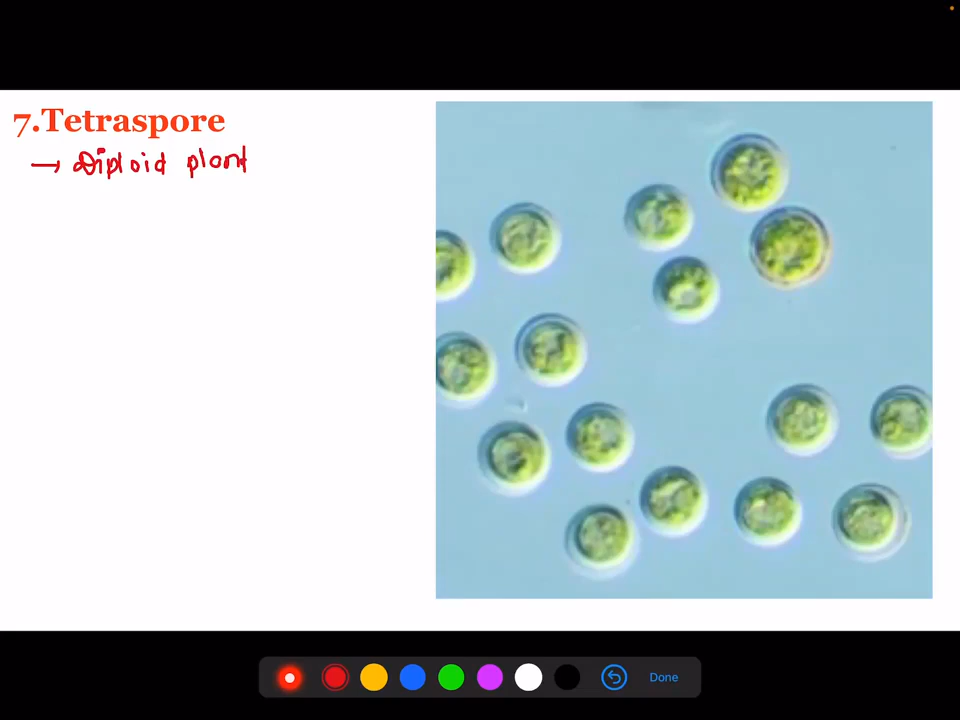 7.Tetraspore
→ Diploid plant
Done